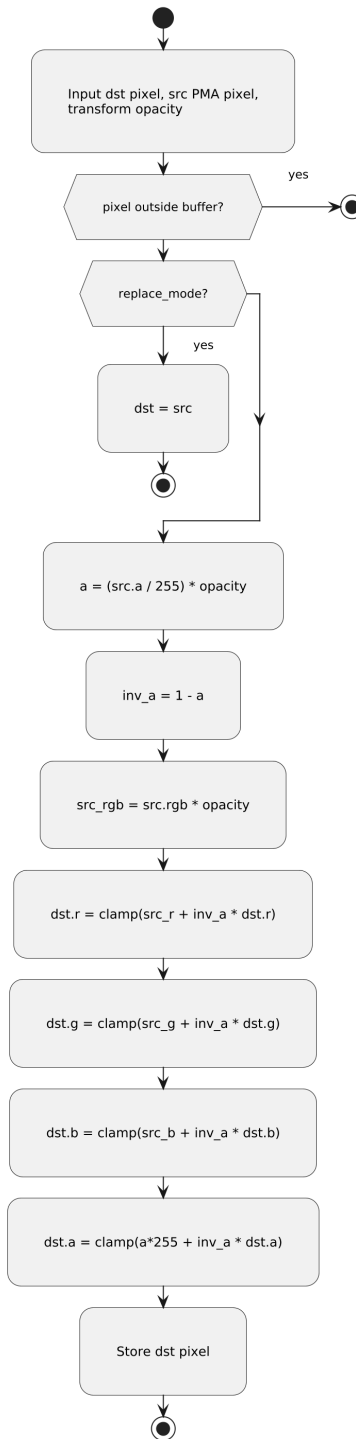 Input dst pixel, src PMA pixel,
transform opacity
yes
pixel outside buffer?
replace_mode?
yes
dst = src
a = (src.a / 255) * opacity
inv_a = 1 - a
src_rgb = src.rgb * opacity
dst.r = clamp(src_r + inv_a * dst.r)
dst.g = clamp(src_g + inv_a * dst.g)
dst.b = clamp(src_b + inv_a * dst.b)
dst.a = clamp(a*255 + inv_a * dst.a)
Store dst pixel